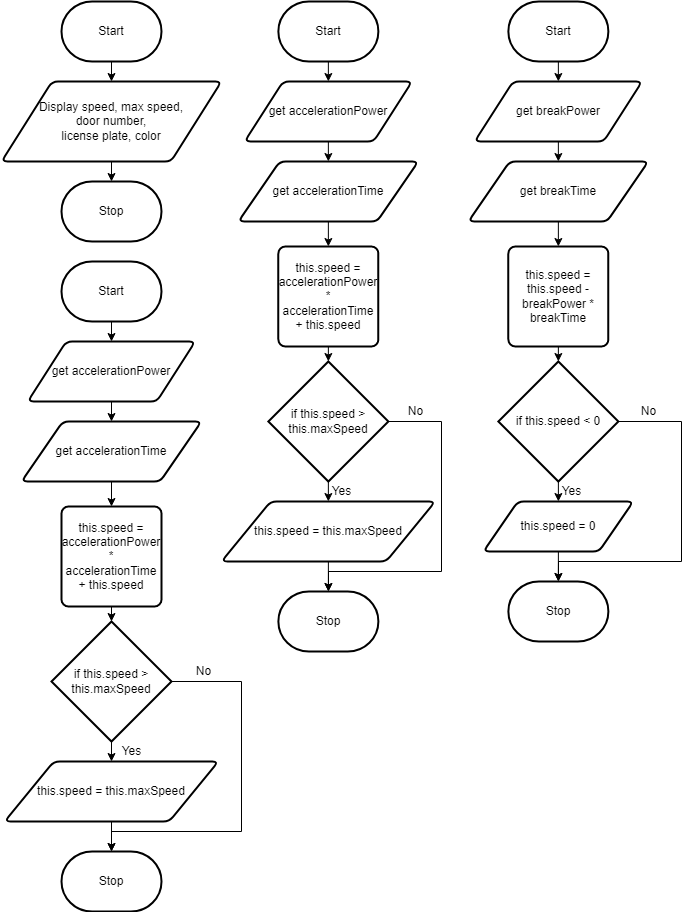 Start
Display speed, max speed,
door number,
license plate, color
Stop
Start
get accelerationPower
get accelerationTime
this.speed =
accelerationPower
*
accelerationTime
+ this.speed
if this.speed >
this.maxSpeed
No
Yes
this.speed = this.maxSpeed
Stop
Start
get accelerationPower
get accelerationTime
this.speed =
accelerationPower
*
accelerationTime
+ this.speed
if this.speed >
this.maxSpeed
No
Yes
this.speed = this.maxSpeed
Stop
Start
get breakPower
get breakTime
this.speed =
this.speed -
breakPower *
breakTime
if this.speed < 0
No
Yes
this.speed = 0
Stop